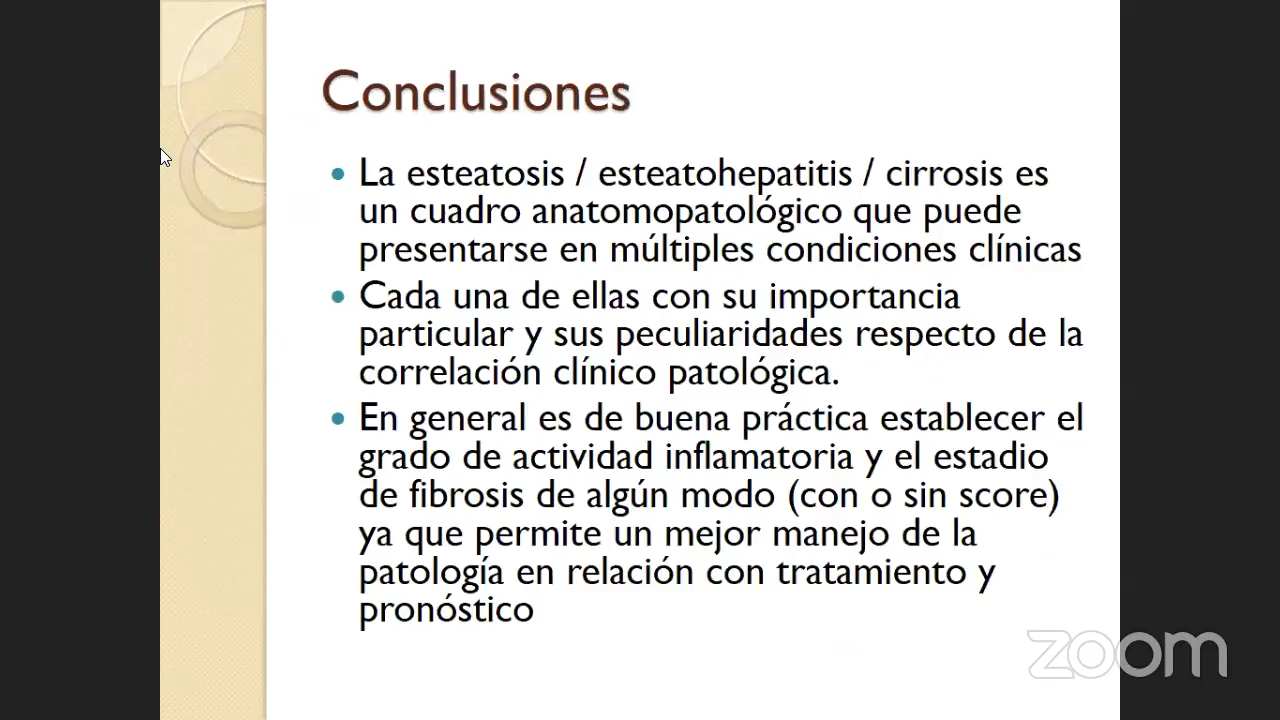 Conclusiones
La esteatosis / esteatohepatitis / cirrosis es
un cuadro anatomopatológico que puede
presentarse en múltiples condiciones clínicas
Cada una de ellas con su importancia
particular y sus peculiaridades respecto de la
correlación clínico patológica.
En general es de buena práctica establecer el
grado de actividad inflamatoria y el estadio
de fibrosis de algún modo (con o sin score)
ya que permite un mejor manejo de la
patología en relación con tratamiento y
pronóstico
zoom